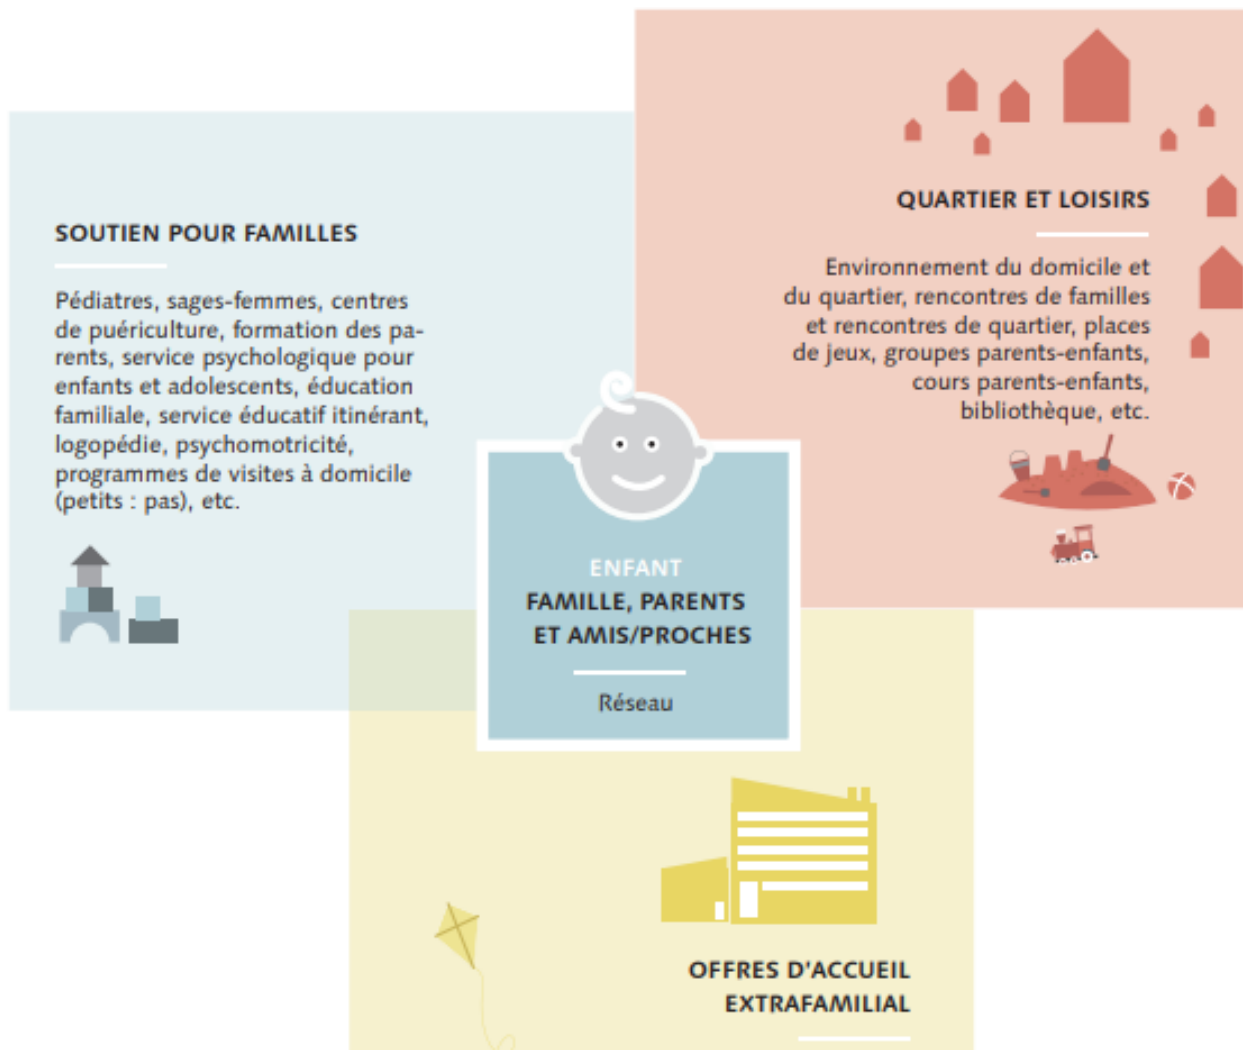 SOUTIEN POUR FAMILLES
Pédiatres, sages-femmes, centres
de puériculture, formation des pa-
rents, service psychologique pour
enfants et adolescents, éducation
familiale, service éducatif itinérant,
logopédie, psychomotricité,
programmes de visites à domicile
(petits : pas), etc.
QUARTIER ET LOISIRS
Environnement du domicile et
du quartier, rencontres de familles
et rencontres de quartier, places
de jeux, groupes parents-enfants,
cours parents-enfants,
bibliothèque, etc.
ENFANT
FAMILLE, PARENTS
ET AMIS/PROCHES
Réseau
OFFRES D'ACCUEIL
EXTRAFAMILIAL